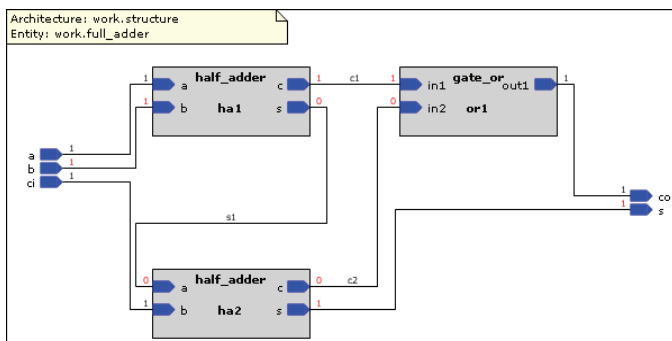 Architecture: work.structure
Entity: work.full_adder
half_adder
gate_or
1 a c 1 c1 1 in1 out1 1
1 b ha1 s 0 0 in2 or1
a 1
b 1
ci 1
1 co
1 s
s1
half_adder
0 a c 0 c2
1 b ha2 s 1